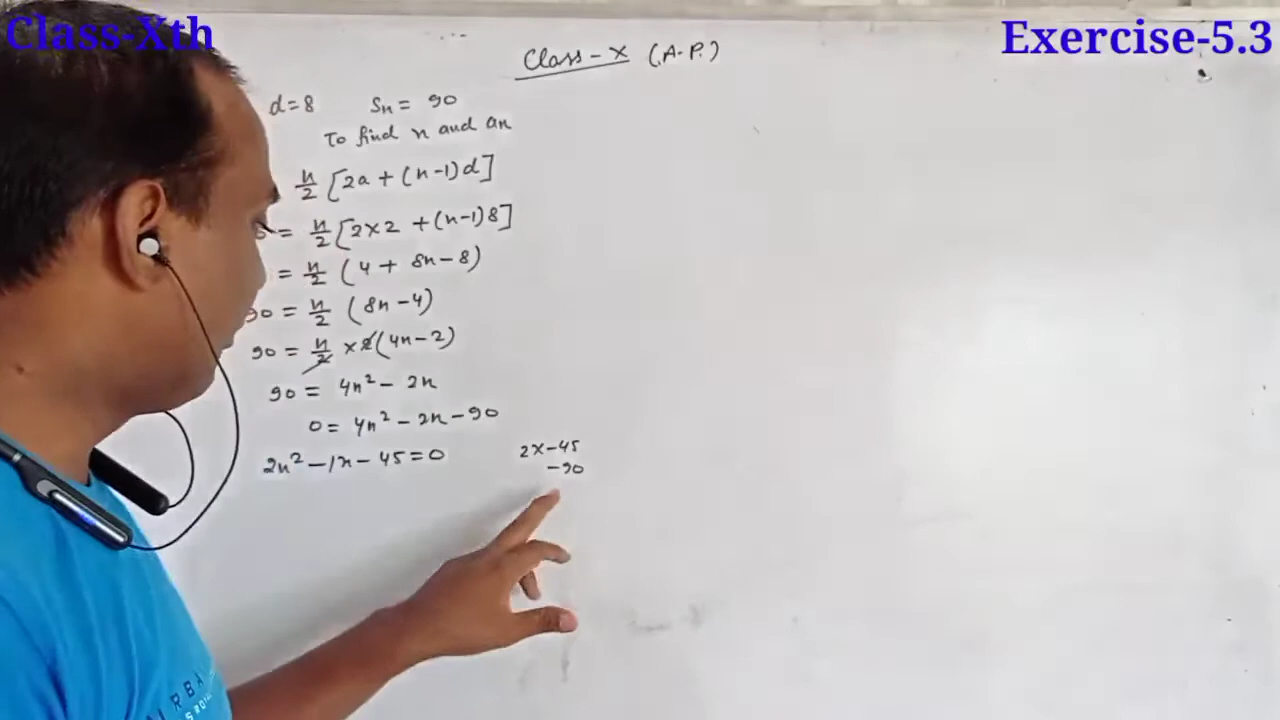 Class-Xth
Exercise-5.3
Class - X (A.P.)
d=8 Sn = 90
To find n and an
n/2 [2a + (n-1)d]
= n/2 [2×2 + (n-1)8]
= n/2 (4 + 8n-8)
90 = n/2 (8n-4)
90 = n/2 ×2(4n-2)
90 = 4n² - 2n
0 = 4n² - 2n - 90
2n² - 1n - 45 = 0
2×-45
-90